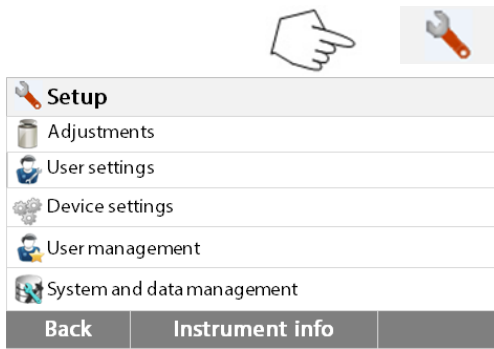 Setup
Adjustments
User settings
Device settings
User management
System and data management
Back Instrument info